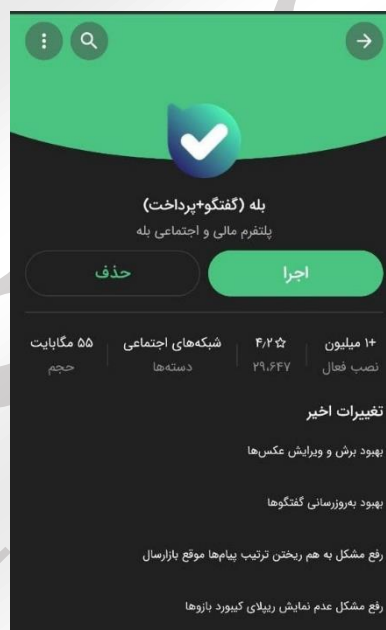 بله (گفتگو+پرداخت)
پلتفرم مالی و اجتماعی بله
اجرا
حذف
+۱ میلیون
نصب فعال
۴٫۲
۲۹،۶۴۷
شبکه‌های اجتماعی
دسته‌ها
۵۵ مگابایت
حجم
تغییرات اخیر
بهبود برش و ویرایش عکس‌ها
بهبود به‌روزرسانی گفتگوها
رفع مشکل به هم ریختن ترتیب پیام‌ها موقع بازارسال
رفع مشکل عدم نمایش ریپلای کیبورد بازوها